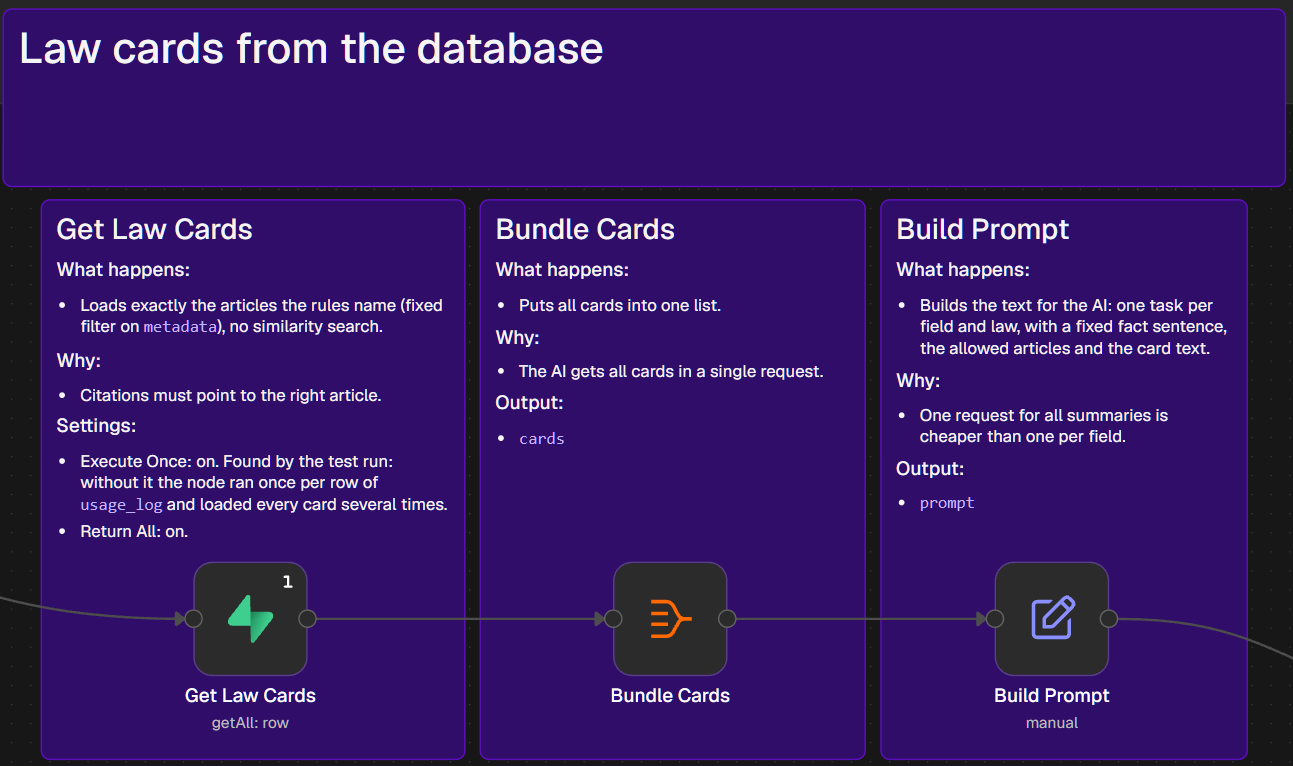 Law cards from the database
Get Law Cards
What happens:
• Loads exactly the articles the rules name (fixed
filter on metadata), no similarity search.
Why:
• Citations must point to the right article.
Settings:
• Execute Once: on. Found by the test run:
without it the node ran once per row of
usage_log and loaded every card several times.
• Return All: on.
1
Get Law Cards
getAll: row
Bundle Cards
What happens:
• Puts all cards into one list.
Why:
• The AI gets all cards in a single request.
Output:
• cards
Bundle Cards
Build Prompt
What happens:
• Builds the text for the AI: one task per
field and law, with a fixed fact sentence,
the allowed articles and the card text.
Why:
• One request for all summaries is
cheaper than one per field.
Output:
• prompt
Build Prompt
manual